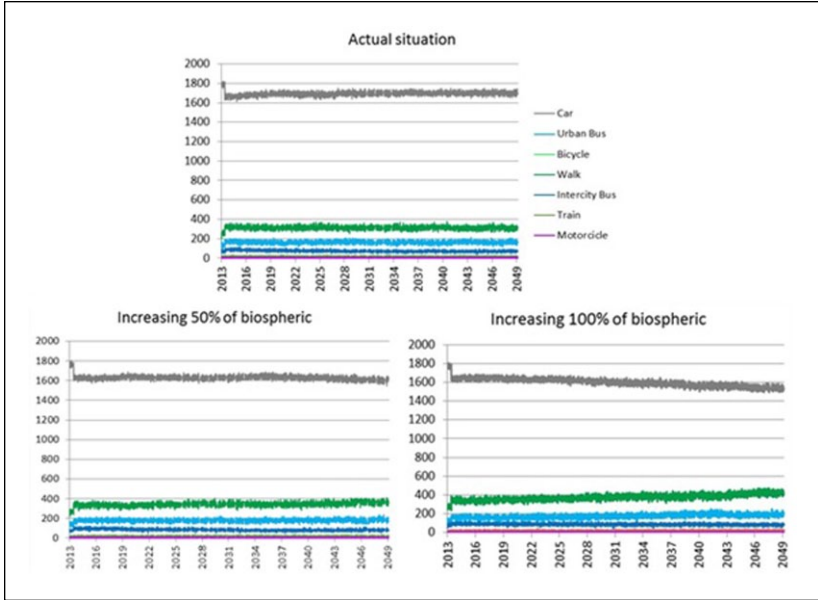 Actual situation
2000
1800
1600
1400
1200
1000
800
600
400
200
0
2013 2016 2019 2022 2025 2028 2031 2034 2037 2040 2043 2046 2049
Car
Urban Bus
Bicycle
Walk
Intercity Bus
Train
Motorcicle
Increasing 50% of biospheric
2000
1800
1600
1400
1200
1000
800
600
400
200
0
2013 2016 2019 2022 2025 2028 2031 2034 2037 2040 2043 2046 2049
Increasing 100% of biospheric
2000
1800
1600
1400
1200
1000
800
600
400
200
0
2013 2016 2019 2022 2025 2028 2031 2034 2037 2040 2043 2046 2049